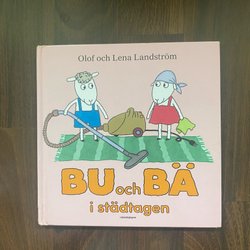 Olof och Lena Landström
BU och BÄ
i städtagen